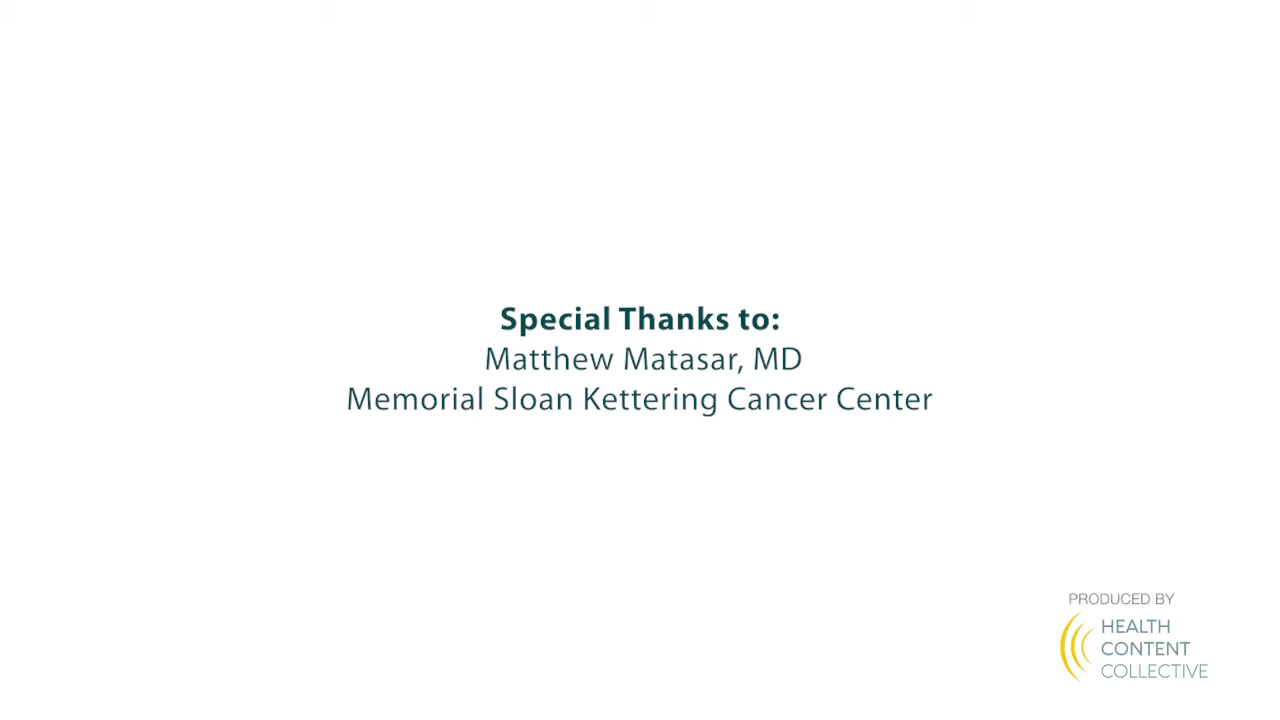 Special Thanks to:
Matthew Matasar, MD
Memorial Sloan Kettering Cancer Center
PRODUCED BY
HEALTH
CONTENT
COLLECTIVE